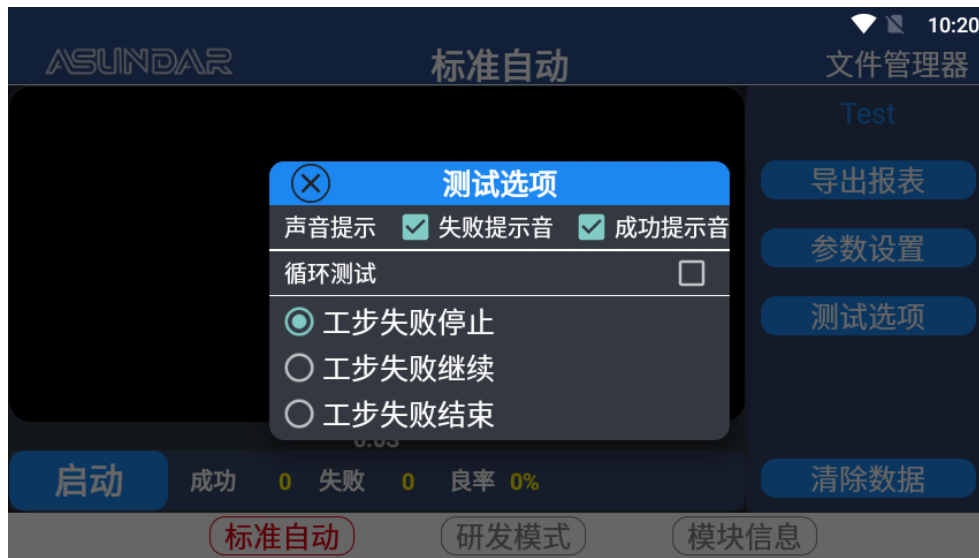 10:20
ASUNDAR 标准自动 文件管理器
Test
导出报表
参数设置
测试选项
清除数据
测试选项
声音提示 失败提示音 成功提示音
循环测试
工步失败停止
工步失败继续
工步失败结束
启动 成功 0 失败 0 良率 0%
标准自动 研发模式 模块信息